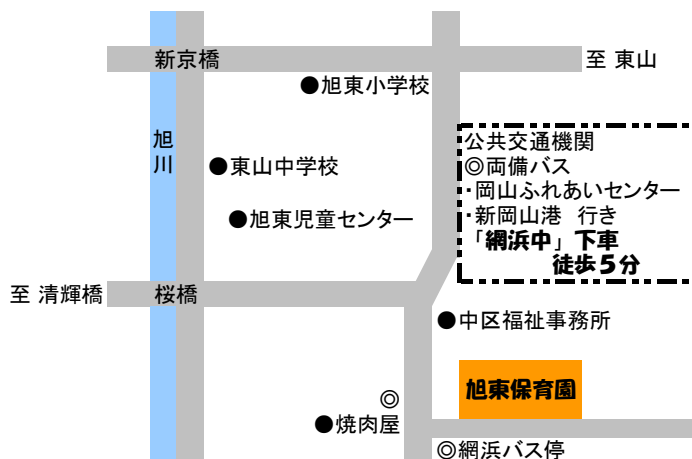 新京橋
至 東山
●旭東小学校
旭川
●東山中学校
●旭東児童センター
公共交通機関
◎両備バス
・岡山ふれあいセンター
・新岡山港　行き
「網浜中」下車
徒歩5分
至 清輝橋
桜橋
●中区福祉事務所
旭東保育園
◎
●焼肉屋
◎網浜バス停